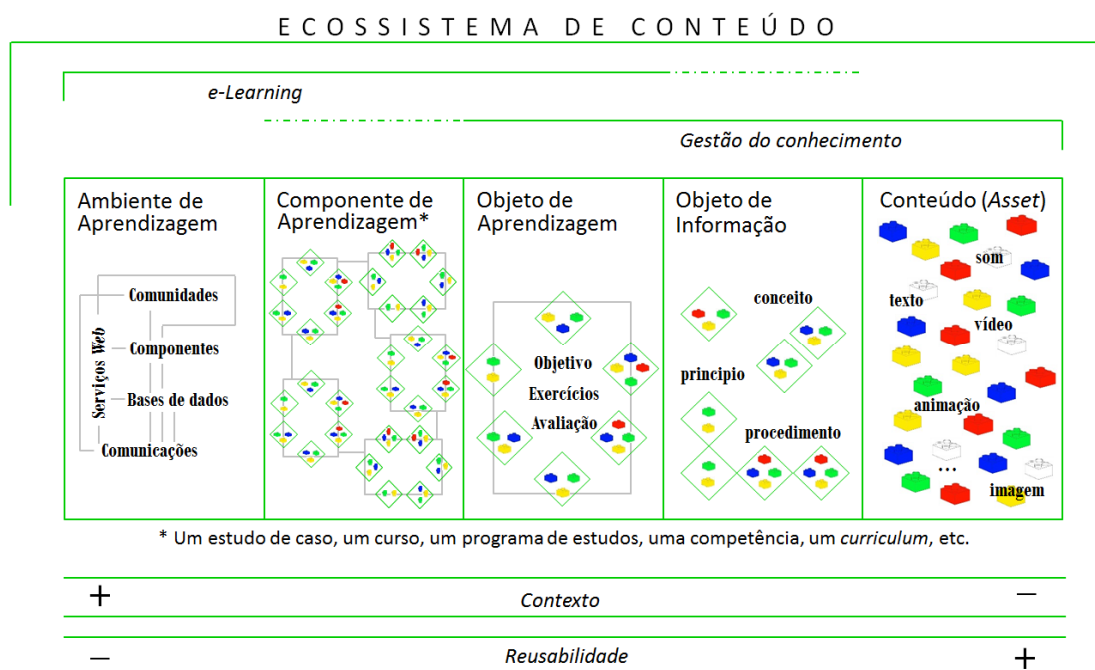 ECOSSISTEMA DE CONTEÚDO
e-Learning
Gestão do conhecimento
Ambiente de
Aprendizagem
Comunidades
Componentes
Bases de dados
Comunicações
Serviços Web
Componente de
Aprendizagem*
Objeto de
Aprendizagem
Objetivo
Exercícios
Avaliação
Objeto de
Informação
conceito
principio
procedimento
Conteúdo (Asset)
som
texto
vídeo
animação
...
imagem
* Um estudo de caso, um curso, um programa de estudos, uma competência, um curriculum, etc.
+ Contexto −
− Reusabilidade +